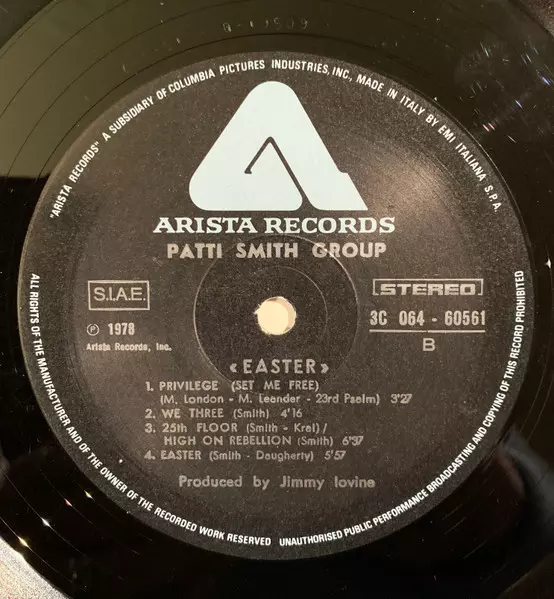 "ARISTA RECORDS" A SUBSIDIARY OF COLUMBIA PICTURES INDUSTRIES, INC., MADE IN ITALY BY EMI ITALIANA S.P.A.
ARISTA RECORDS
PATTI SMITH GROUP
S.I.A.E.
STEREO
℗ 1978
Arista Records, Inc.
3C 064 - 60561
B
«EASTER»
1. PRIVILEGE (SET ME FREE)
(M. London - M. Leander - 23rd Psalm) 3'27
2. WE THREE (Smith) 4'16
3. 25th FLOOR (Smith - Kral) /
HIGH ON REBELLION (Smith) 6'37
4. EASTER (Smith - Daugherty) 5'57
Produced by Jimmy Iovine
ALL RIGHTS OF THE MANUFACTURER AND OF THE OWNER OF THE RECORDED WORK RESERVED UNAUTHORISED PUBLIC PERFORMANCE BROADCASTING AND COPYING OF THIS RECORD PROHIBITED